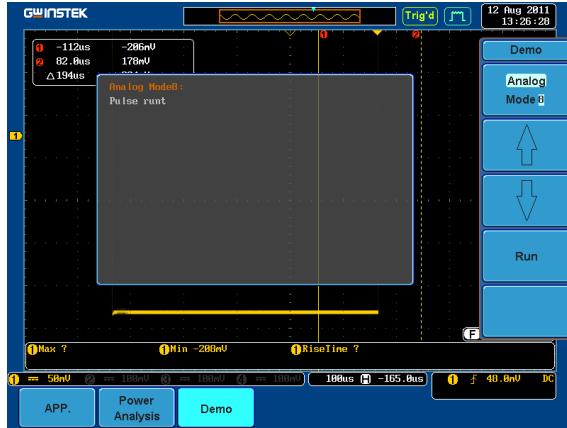 GWINSTEK
Trig'd
12 Aug 2011
13:26:28
1 -112us -206mV
2 82.0us 178mV
△194us
Analog Mode8:
Pulse runt
Demo
Analog
Mode 8
Run
F
1 Max ? 1 Min -208mV 1 RiseTime ?
1 50mV 2 100mV 3 100mV 4 100mV 100us H -165.0us 1 48.0mV DC
APP.
Power
Analysis
Demo